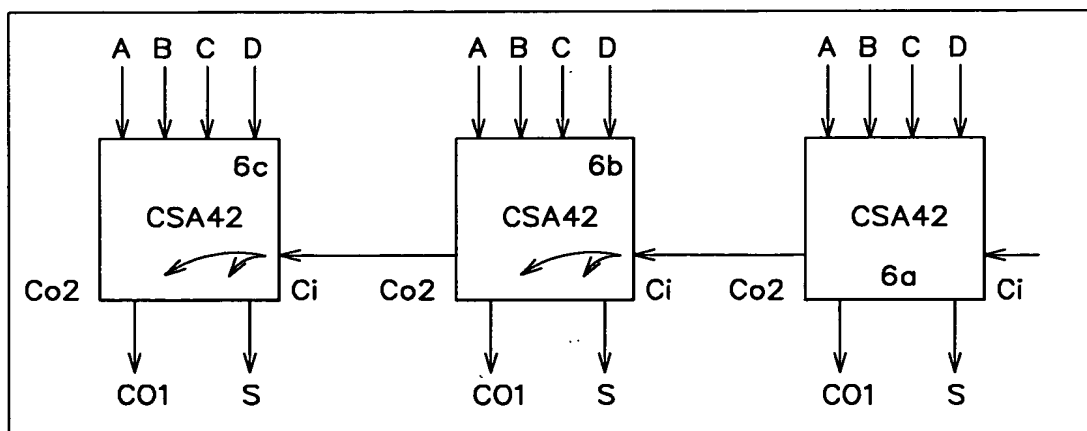 A B C D A B C D A B C D
6c 6b
CSA42 CSA42 CSA42
6a
Co2 Ci Co2 Ci Co2 Ci
CO1 S CO1 S CO1 S